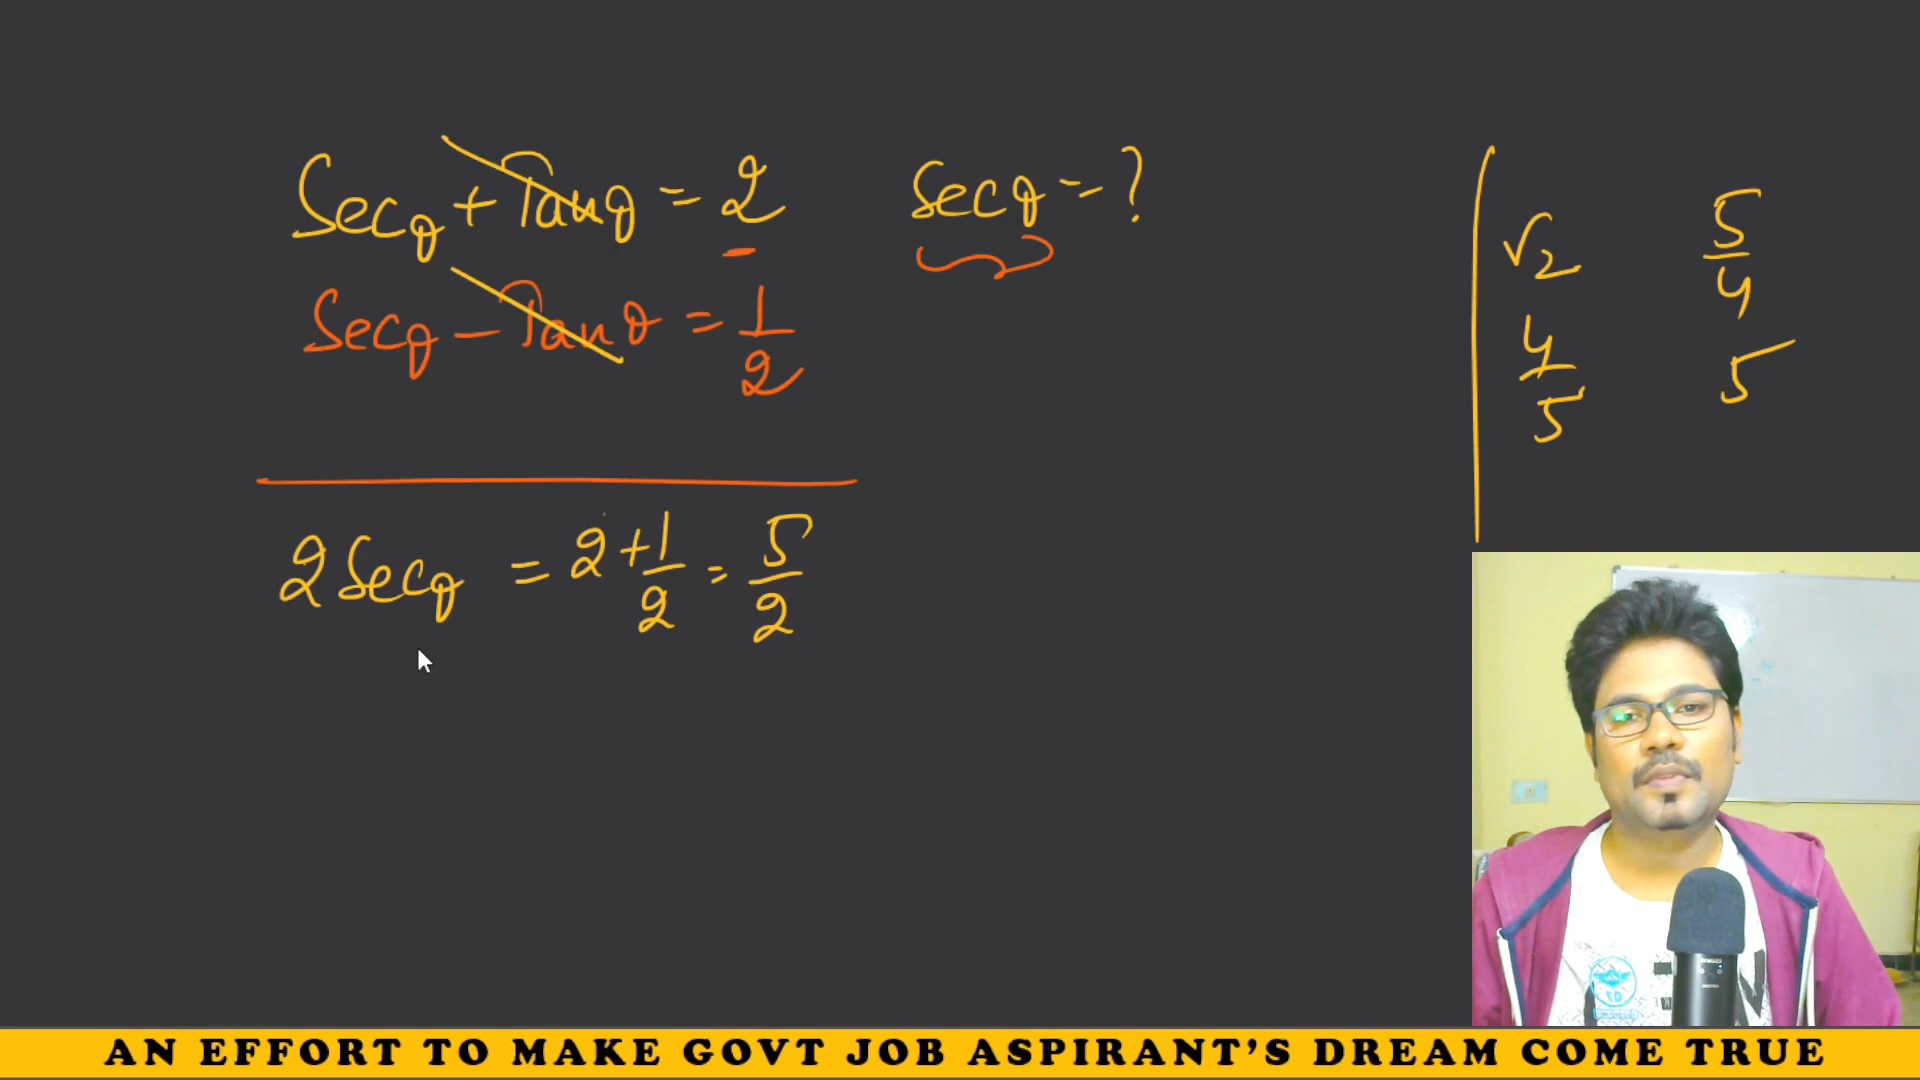 Secθ + Tanθ = 2
Secθ = ?
Secθ - Tanθ = 1/2
2Secθ = 2 + 1/2 = 5/2
√2
5/4
4/5
5
07
AN EFFORT TO MAKE GOVT JOB ASPIRANT’S DREAM COME TRUE